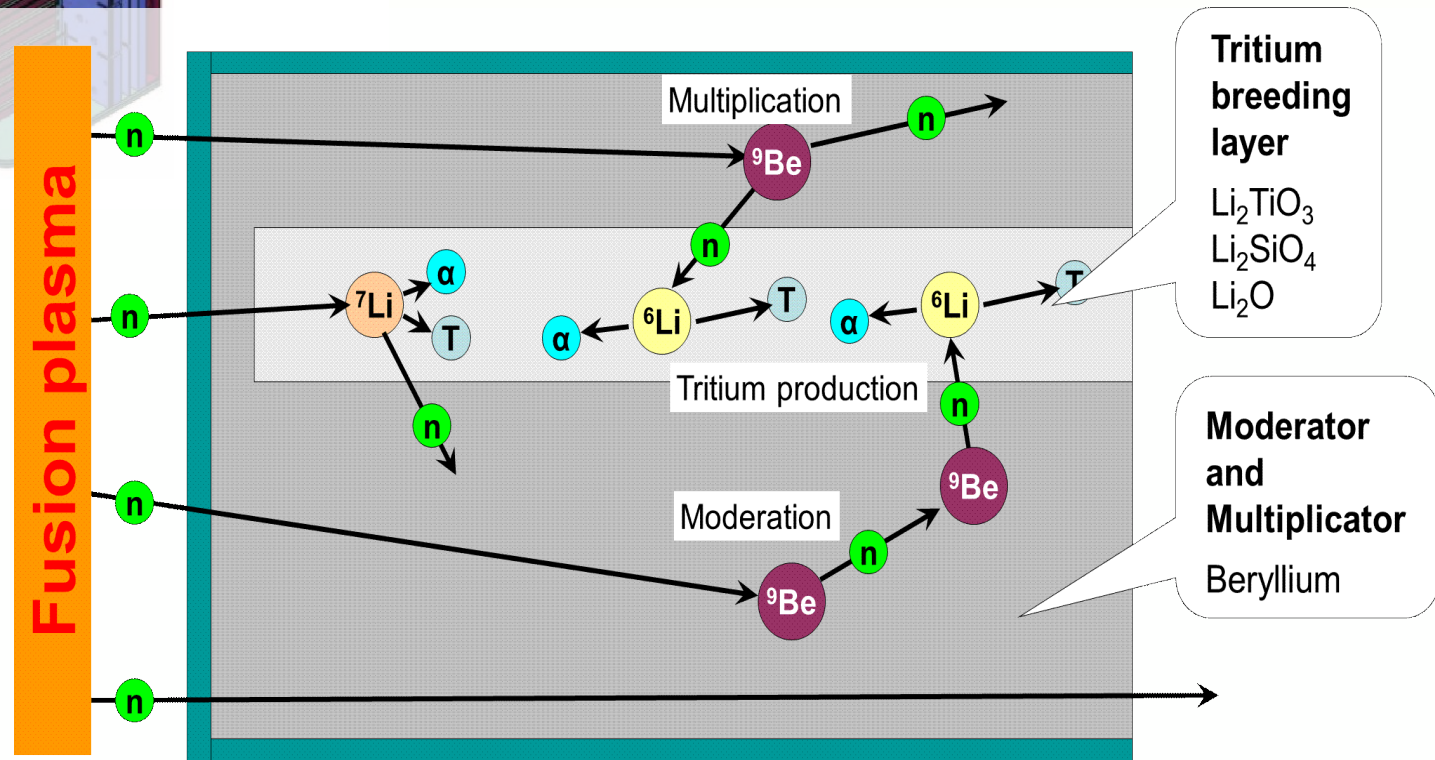 Fusion plasma
n
Multiplication
⁹Be
n
n
⁷Li
α
T
n
n
⁶Li
α
T
⁶Li
α
T
Tritium production
n
n
⁹Be
Moderation
n
⁹Be
n
Tritium
breeding
layer
Li₂TiO₃
Li₂SiO₄
Li₂O
Moderator
and
Multiplicator
Beryllium